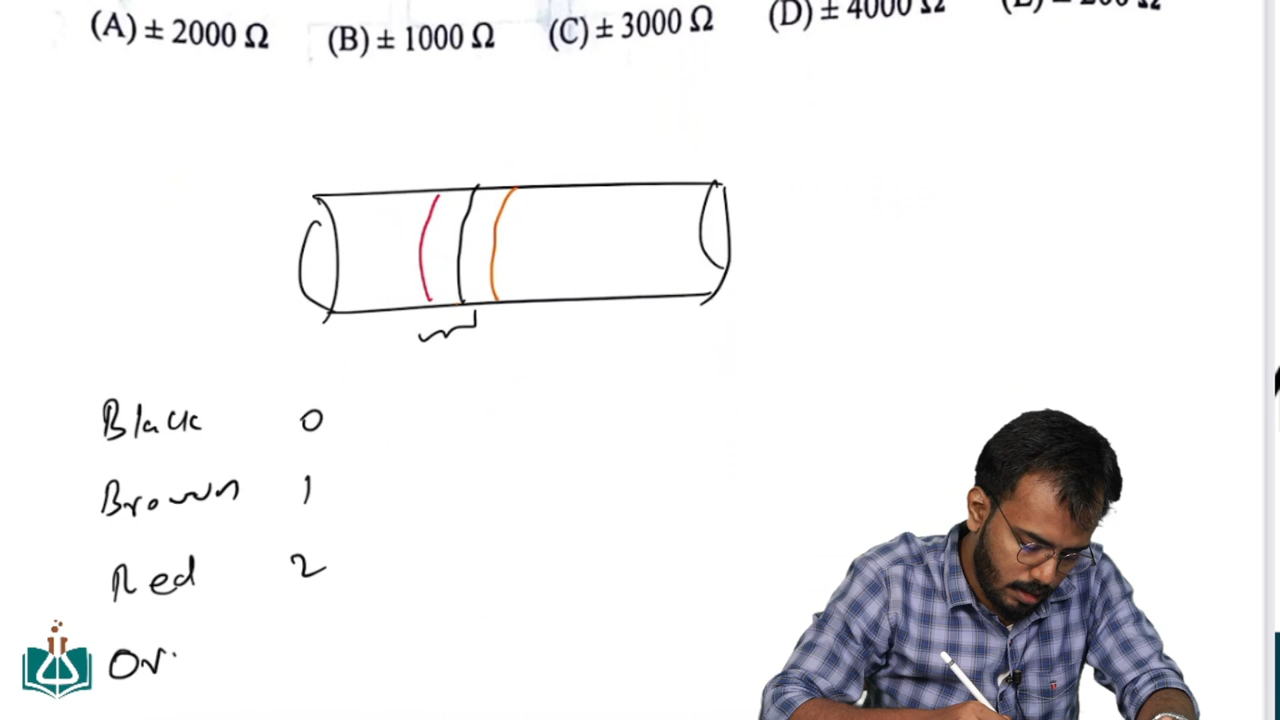 (A) ± 2000 Ω (B) ± 1000 Ω (C) ± 3000 Ω (D) ± 4000 Ω
Black 0
Brown 1
Red 2
Or